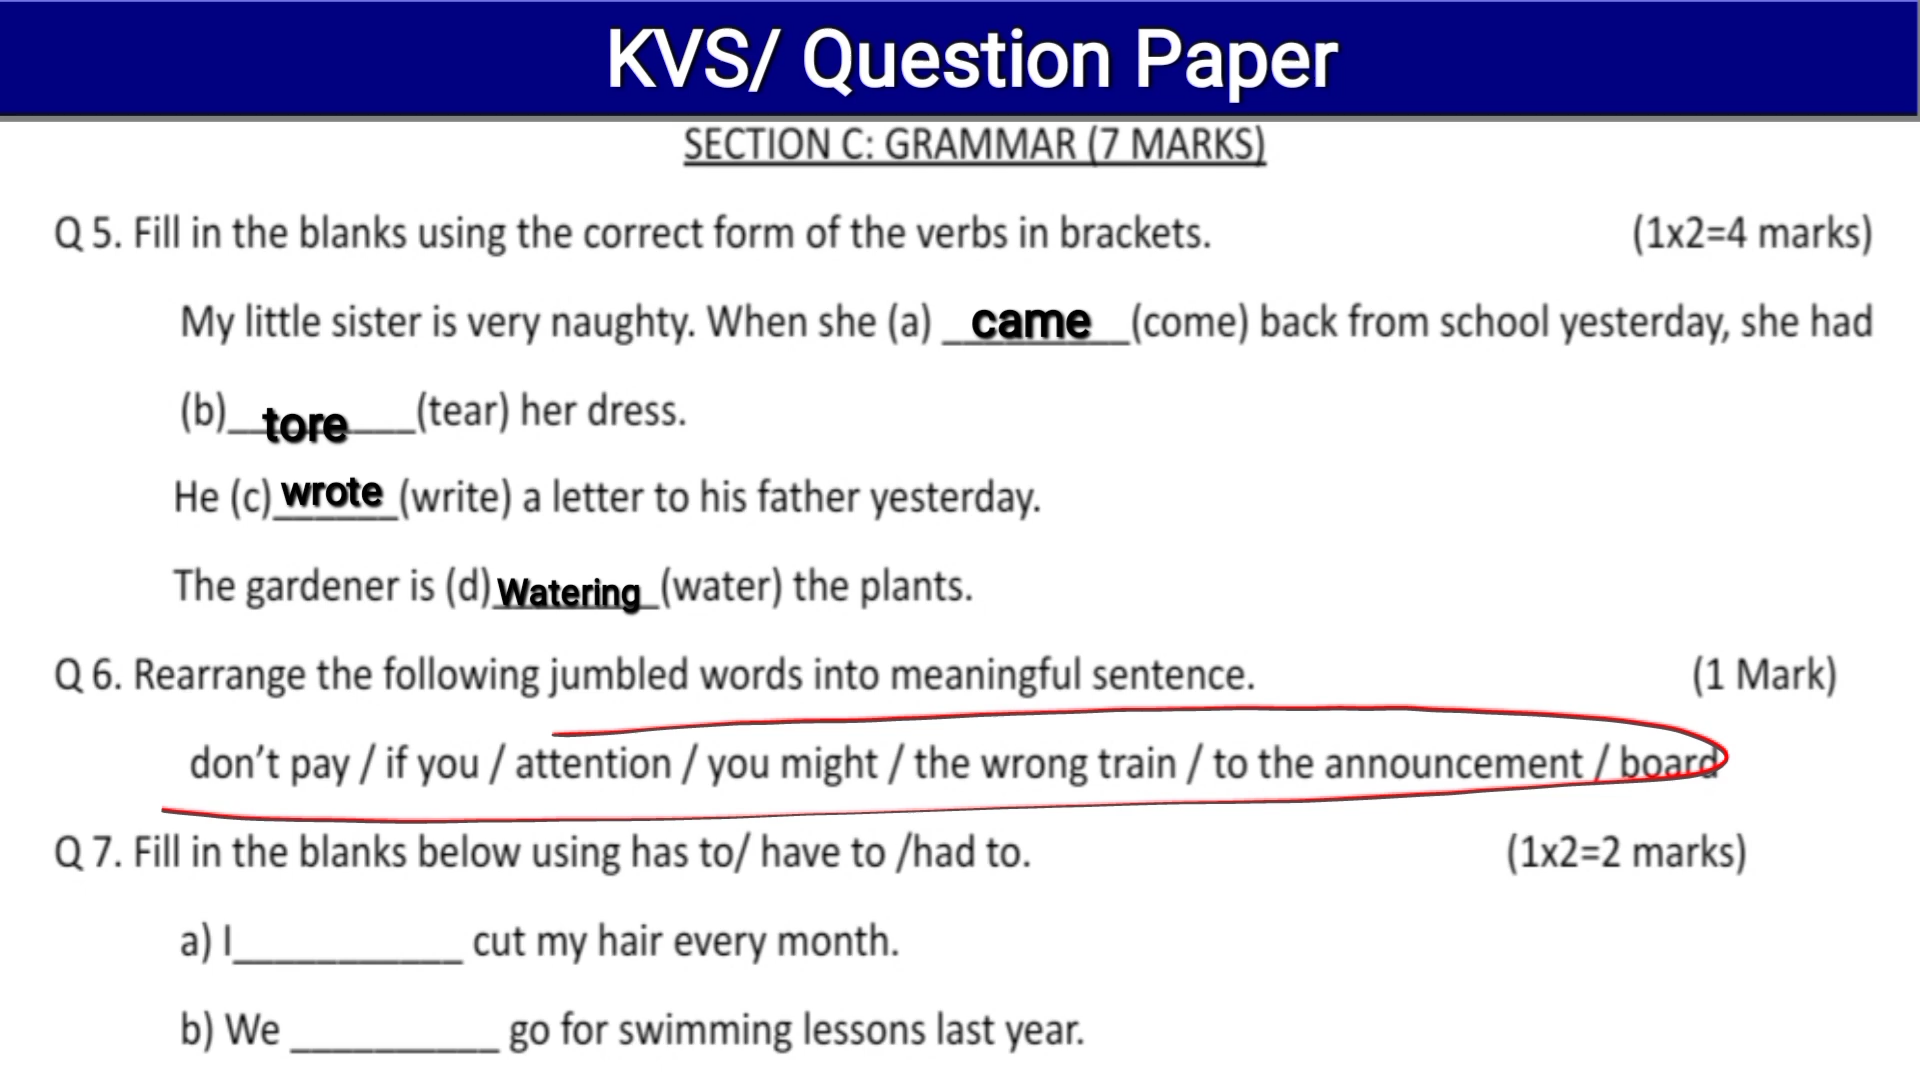 KVS/ Question Paper
SECTION C: GRAMMAR (7 MARKS)
Q 5. Fill in the blanks using the correct form of the verbs in brackets. (1x2=4 marks)
My little sister is very naughty. When she (a) __came__(come) back from school yesterday, she had
(b)__tore___(tear) her dress.
He (c) wrote (write) a letter to his father yesterday.
The gardener is (d) Watering_(water) the plants.
Q 6. Rearrange the following jumbled words into meaningful sentence. (1 Mark)
don't pay / if you / attention / you might / the wrong train / to the announcement / board
Q 7. Fill in the blanks below using has to/ have to /had to. (1x2=2 marks)
a) I___________ cut my hair every month.
b) We __________ go for swimming lessons last year.